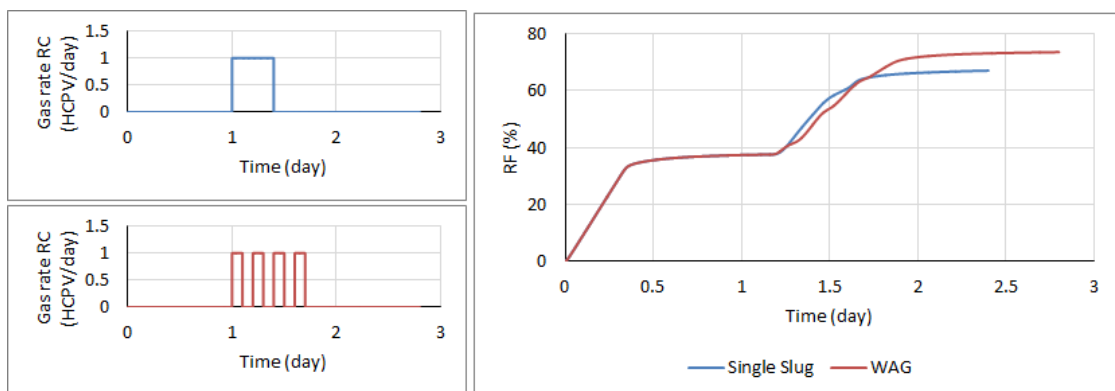 Gas rate RC
(HCPV/day)
1.5
1
0.5
0
0 1 2 3
Time (day)
Gas rate RC
(HCPV/day)
1.5
1
0.5
0
0 1 2 3
Time (day)
RF (%)
80
60
40
20
0
0 0.5 1 1.5 2 2.5 3
Time (day)
Single Slug WAG